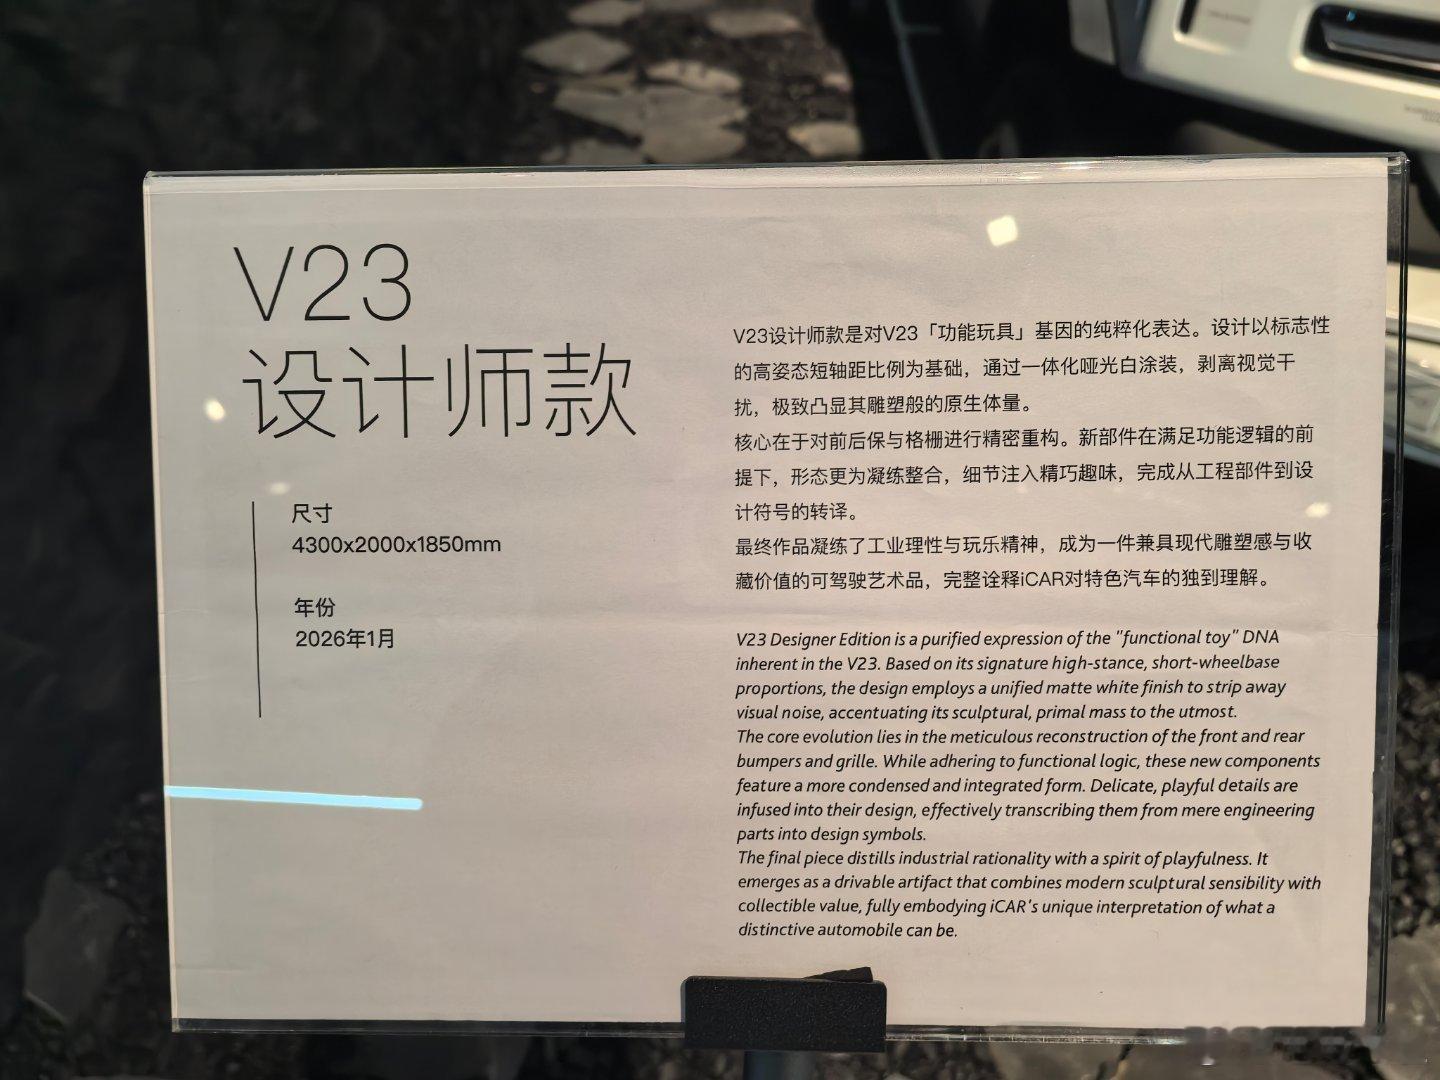 V23
设计师款
尺寸
4300x2000x1850mm
年份
2026年1月
V23设计师款是对V23「功能玩具」基因的纯粹化表达。设计以标志性
的高姿态短轴距比例为基础，通过一体化哑光白涂装，剥离视觉干
扰，极致凸显其雕塑般的原生体量。
核心在于对前后保与格栅进行精密重构。新部件在满足功能逻辑的前
提下，形态更为凝练整合，细节注入精巧趣味，完成从工程部件到设
计符号的转译。
最终作品凝练了工业理性与玩乐精神，成为一件兼具现代雕塑感与收
藏价值的可驾驶艺术品，完整诠释iCAR对特色汽车的独到理解。
V23 Designer Edition is a purified expression of the "functional toy" DNA
inherent in the V23. Based on its signature high-stance, short-wheelbase
proportions, the design employs a unified matte white finish to strip away
visual noise, accentuating its sculptural, primal mass to the utmost.
The core evolution lies in the meticulous reconstruction of the front and rear
bumpers and grille. While adhering to functional logic, these new components
feature a more condensed and integrated form. Delicate, playful details are
infused into their design, effectively transcribing them from mere engineering
parts into design symbols.
The final piece distills industrial rationality with a spirit of playfulness. It
emerges as a drivable artifact that combines modern sculptural sensibility with
collectible value, fully embodying iCAR's unique interpretation of what a
distinctive automobile can be.